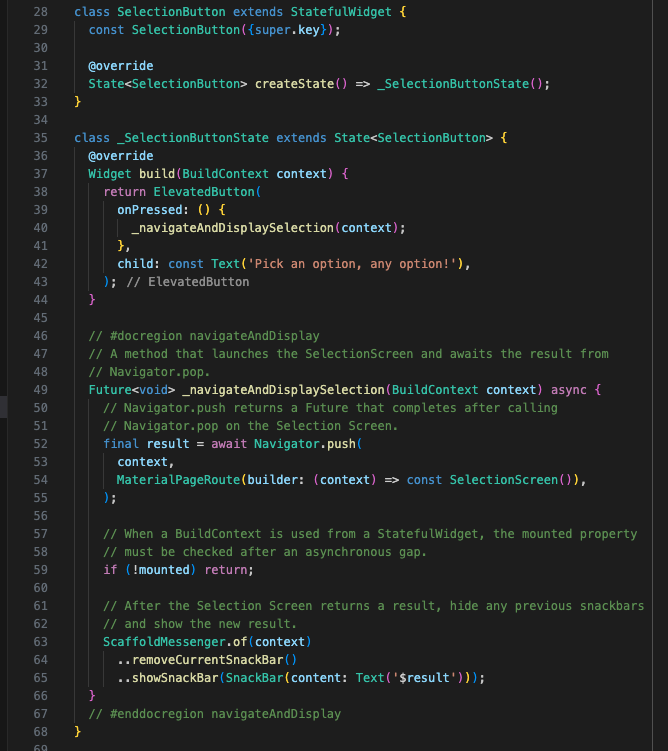 28 class SelectionButton extends StatefulWidget {
29   const SelectionButton({super.key});
30
31   @override
32   State<SelectionButton> createState() => _SelectionButtonState();
33 }
34
35 class _SelectionButtonState extends State<SelectionButton> {
36   @override
37   Widget build(BuildContext context) {
38     return ElevatedButton(
39       onPressed: () {
40         _navigateAndDisplaySelection(context);
41       },
42       child: const Text('Pick an option, any option!'),
43     ); // ElevatedButton
44   }
45
46   // #docregion navigateAndDisplay
47   // A method that launches the SelectionScreen and awaits the result from
48   // Navigator.pop.
49   Future<void> _navigateAndDisplaySelection(BuildContext context) async {
50     // Navigator.push returns a Future that completes after calling
51     // Navigator.pop on the Selection Screen.
52     final result = await Navigator.push(
53       context,
54       MaterialPageRoute(builder: (context) => const SelectionScreen()),
55     );
56
57     // When a BuildContext is used from a StatefulWidget, the mounted property
58     // must be checked after an asynchronous gap.
59     if (!mounted) return;
60
61     // After the Selection Screen returns a result, hide any previous snackbars
62     // and show the new result.
63     ScaffoldMessenger.of(context)
64       ..removeCurrentSnackBar()
65       ..showSnackBar(SnackBar(content: Text('$result')));
66   }
67   // #enddocregion navigateAndDisplay
68 }
69